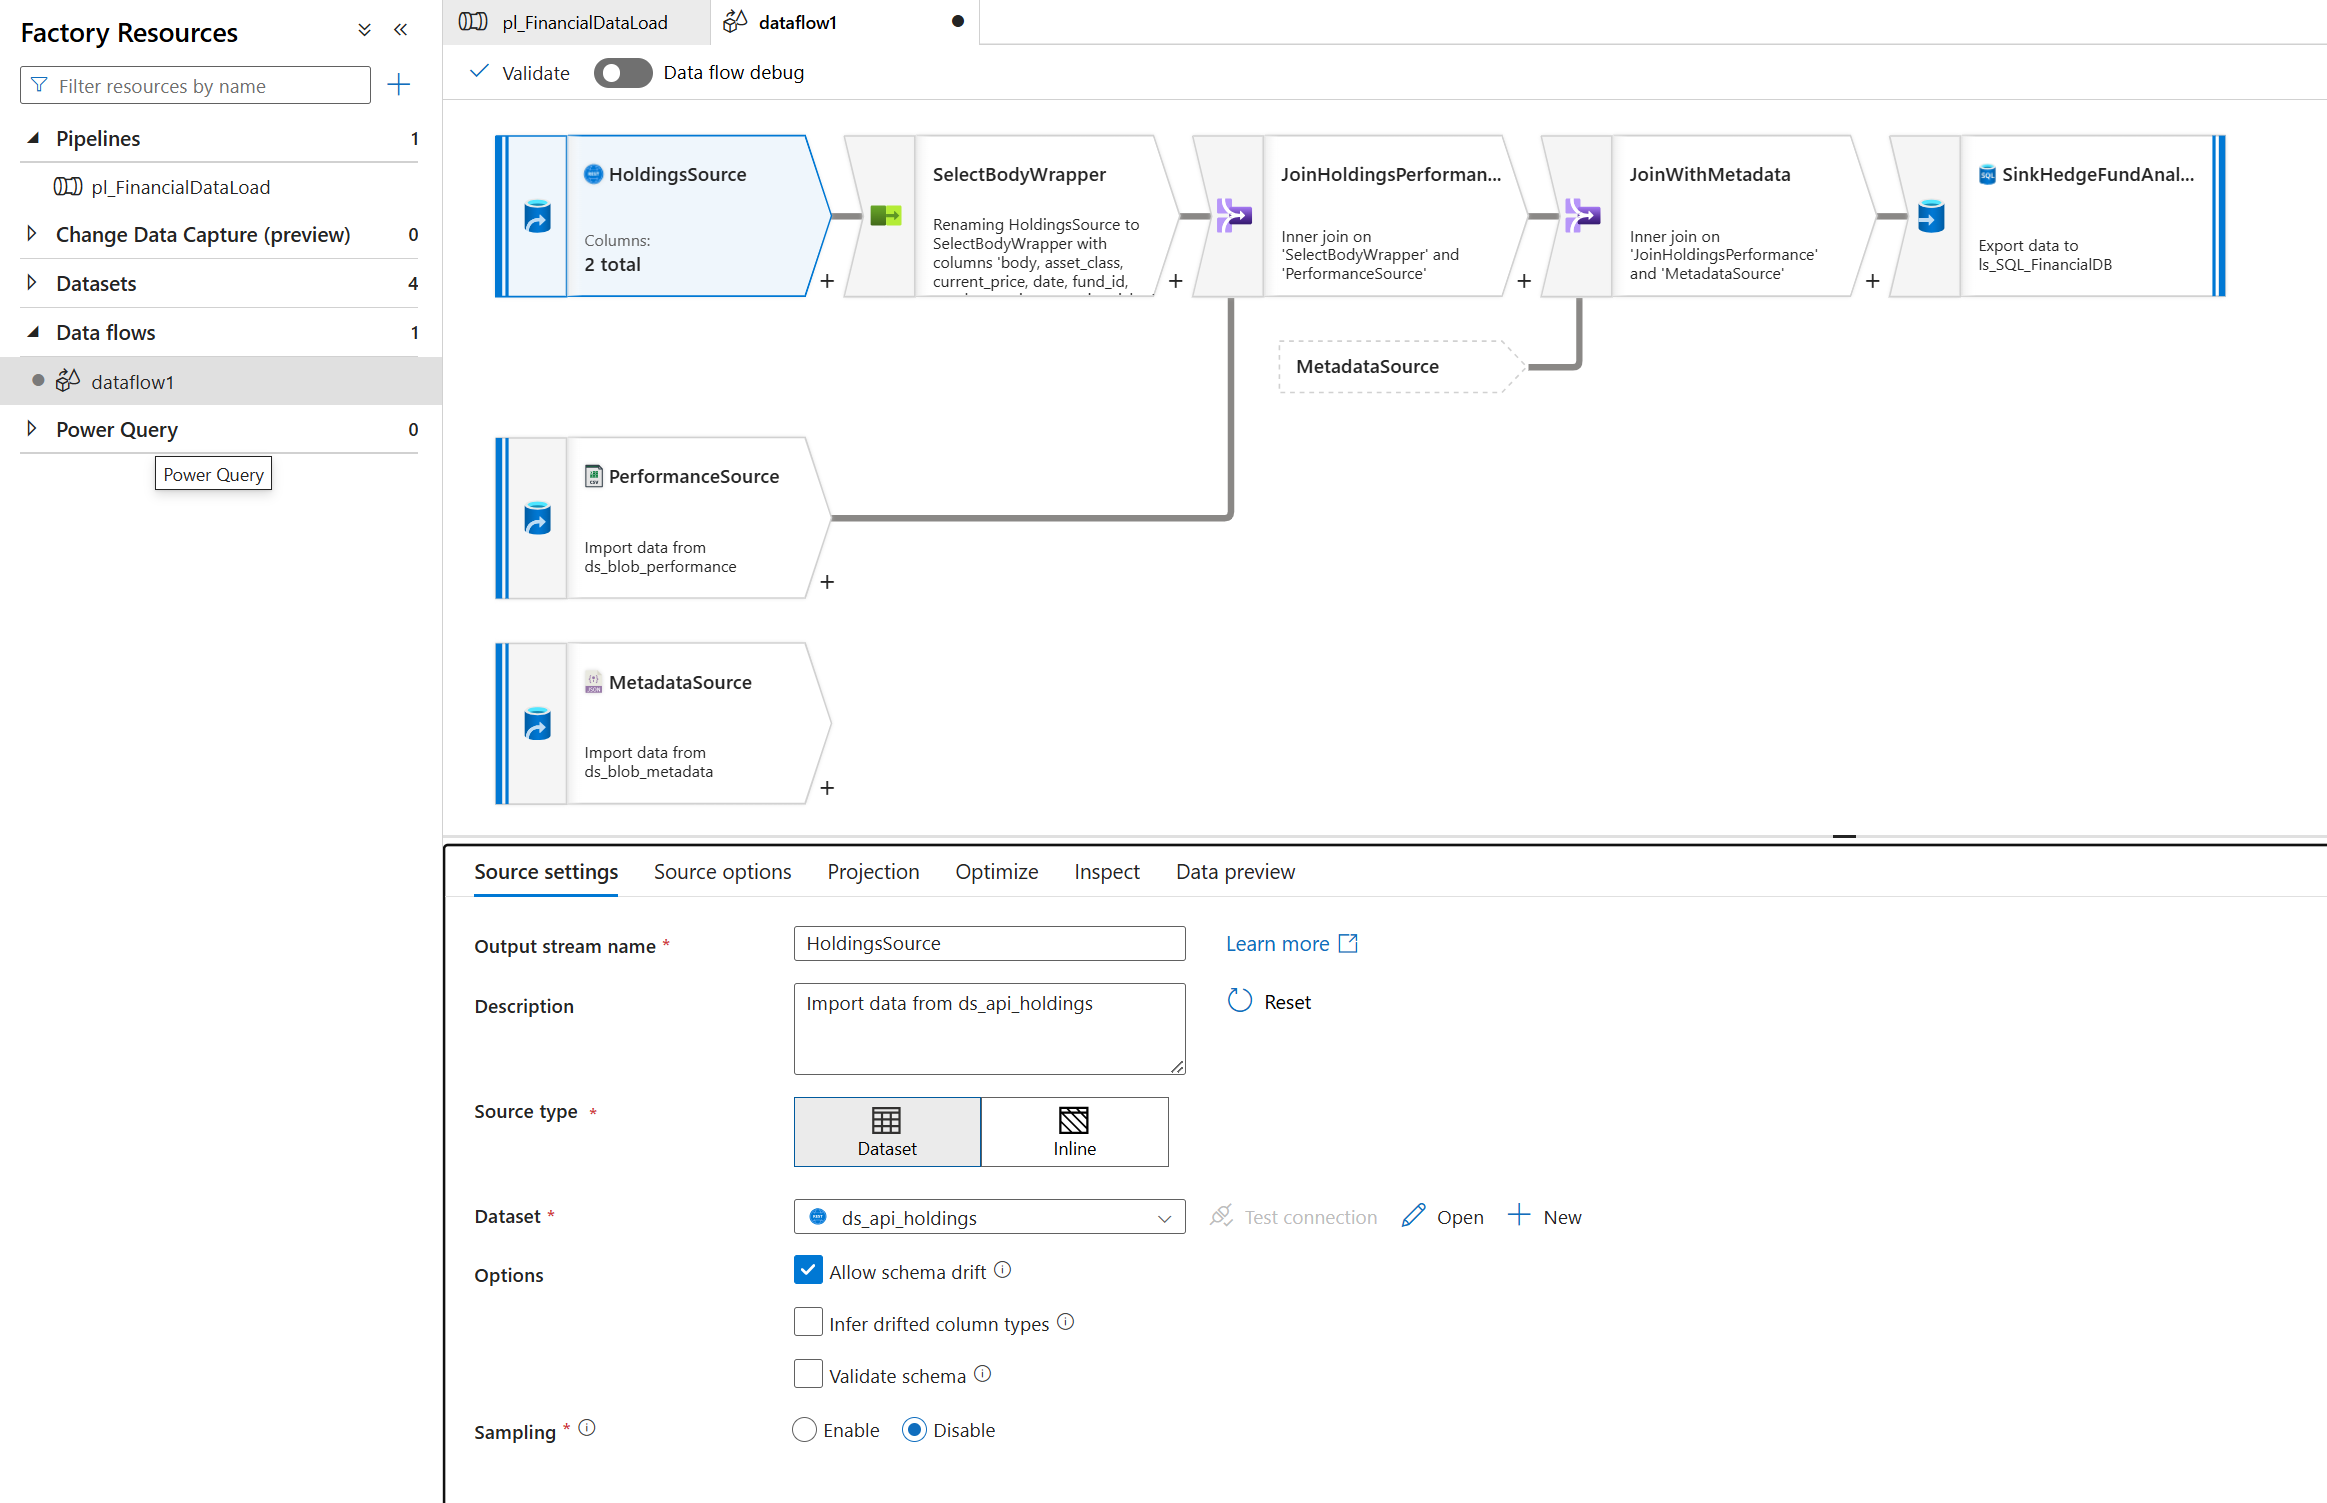 Factory Resources
Filter resources by name
Pipelines 1
pl_FinancialDataLoad
Change Data Capture (preview) 0
Datasets 4
Data flows 1
dataflow1
Power Query 0
Power Query
pl_FinancialDataLoad
dataflow1
Validate
Data flow debug
HoldingsSource
Columns:
2 total
+
SelectBodyWrapper
Renaming HoldingsSource to
SelectBodyWrapper with
columns 'body, asset_class,
current_price, date, fund_id,
+
JoinHoldingsPerforman...
Inner join on
'SelectBodyWrapper' and
'PerformanceSource'
+
JoinWithMetadata
Inner join on
'JoinHoldingsPerformance'
and 'MetadataSource'
+
SQL
SinkHedgeFundAnal...
Export data to
ls_SQL_FinancialDB
MetadataSource
PerformanceSource
Import data from
ds_blob_performance
+
MetadataSource
Import data from
ds_blob_metadata
+
Source settings
Source options
Projection
Optimize
Inspect
Data preview
Output stream name *
HoldingsSource
Learn more
Description
Import data from ds_api_holdings
Reset
Source type *
Dataset
Inline
Dataset *
ds_api_holdings
Test connection
Open
New
Options
Allow schema drift
Infer drifted column types
Validate schema
Sampling *
Enable
Disable